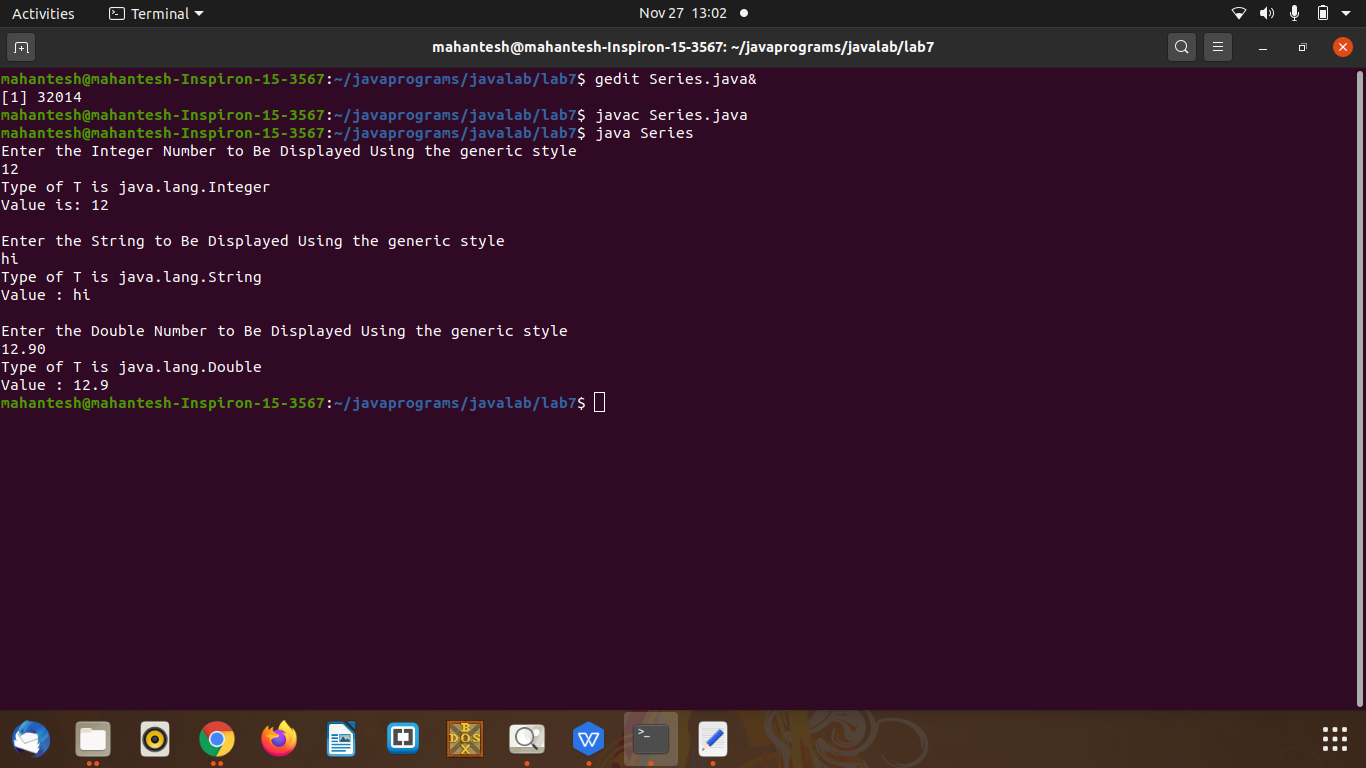 Activities Terminal Nov 27 13:02
mahantesh@mahantesh-Inspiron-15-3567: ~/javaprograms/javalab/lab7
mahantesh@mahantesh-Inspiron-15-3567:~/javaprograms/javalab/lab7$ gedit Series.java&
[1] 32014
mahantesh@mahantesh-Inspiron-15-3567:~/javaprograms/javalab/lab7$ javac Series.java
mahantesh@mahantesh-Inspiron-15-3567:~/javaprograms/javalab/lab7$ java Series
Enter the Integer Number to Be Displayed Using the generic style
12
Type of T is java.lang.Integer
Value is: 12
Enter the String to Be Displayed Using the generic style
hi
Type of T is java.lang.String
Value : hi
Enter the Double Number to Be Displayed Using the generic style
12.90
Type of T is java.lang.Double
Value : 12.9
mahantesh@mahantesh-Inspiron-15-3567:~/javaprograms/javalab/lab7$
>_
B
DOS
X
W